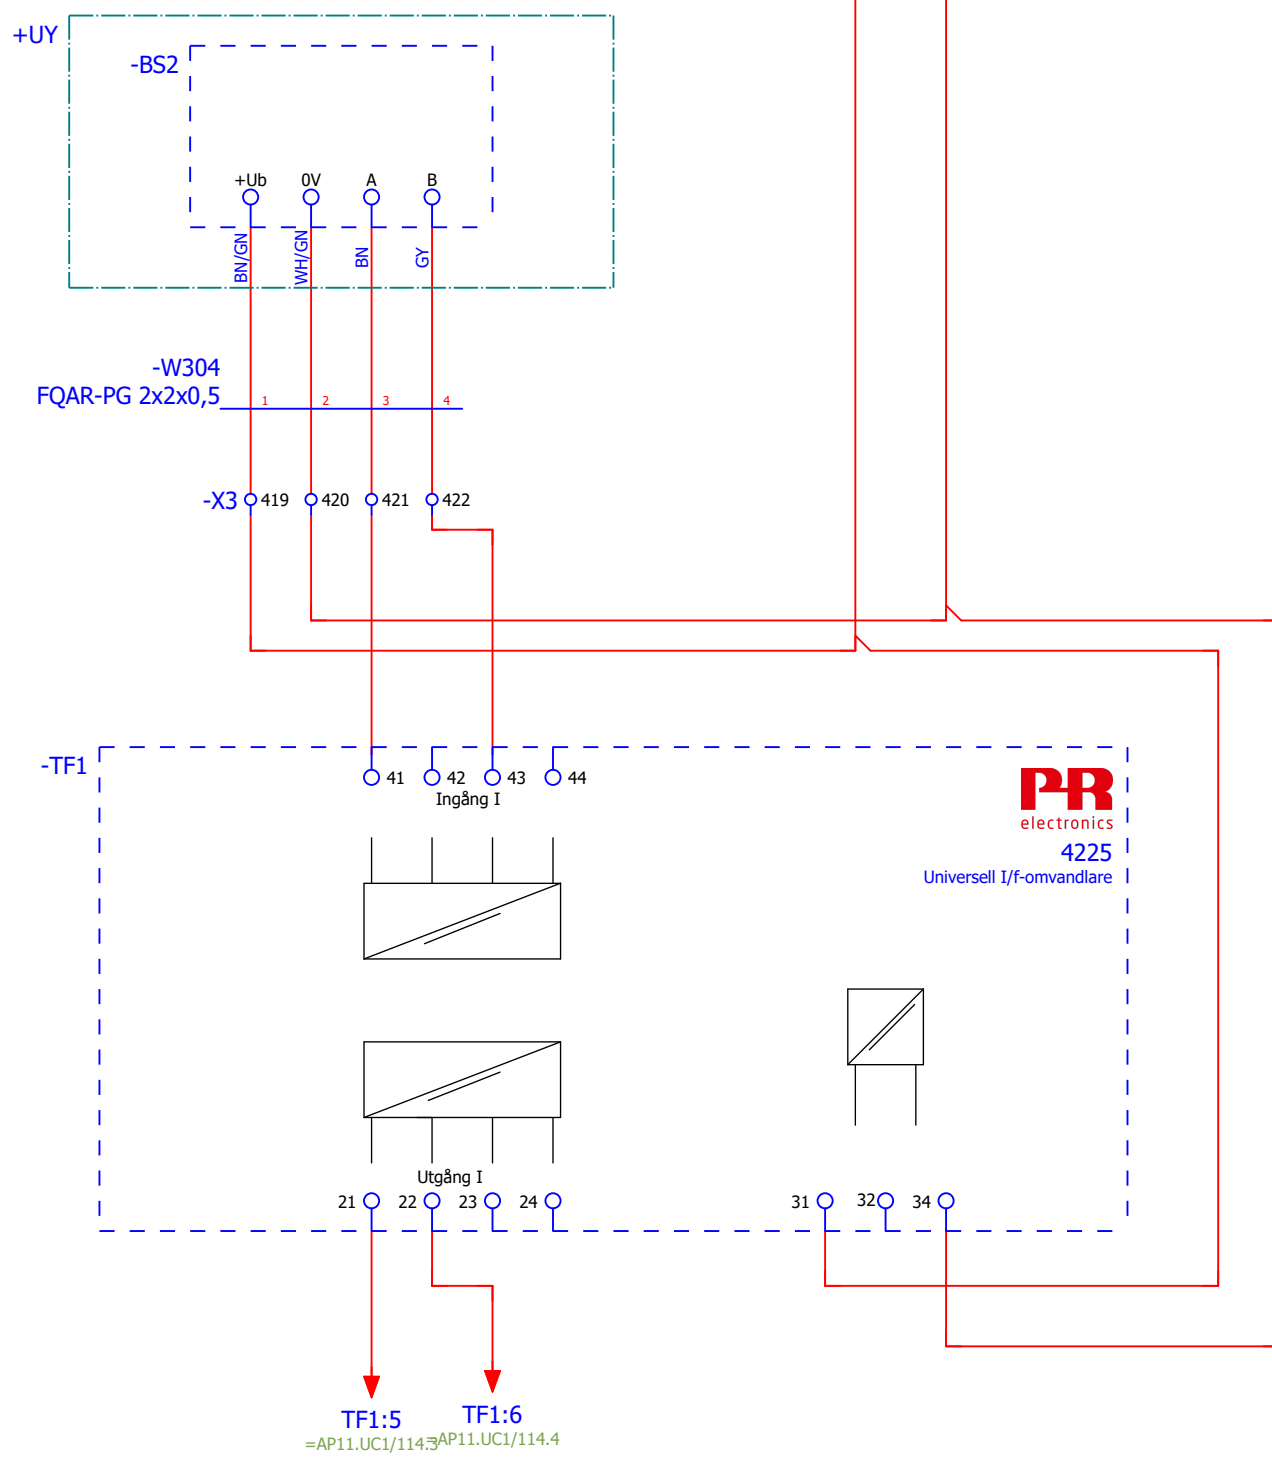 +UY
-BS2
+Ub 0V A B
BN/GN WH/GN BN GY
-W304
FQAR-PG 2x2x0,5
1 2 3 4
-X3 419 420 421 422
-TF1
41 42 43 44
Ingång I
PR
electronics
4225
Universell I/f-omvandlare
Utgång I
21 22 23 24 31 32 34
TF1:5 TF1:6
=AP11.UC1/114.3 =AP11.UC1/114.4